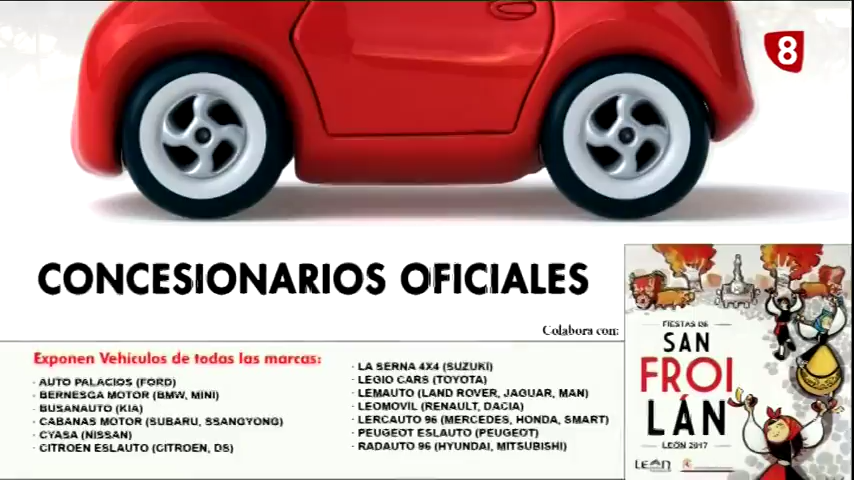 8
CONCESIONARIOS OFICIALES
Colabora con:
Exponen Vehículos de todas las marcas:
· AUTO PALACIOS (FORD)
· BERNESGA MOTOR (BMW, MINI)
· BUSANAUTO (KIA)
· CABANAS MOTOR (SUBARU, SSANGYONG)
· CYASA (NISSAN)
· CITROEN ESLAUTO (CITROEN, DS)
· LA SERNA 4X4 (SUZUKI)
· LEGIO CARS (TOYOTA)
· LEMAUTO (LAND ROVER, JAGUAR, MAN)
· LEOMOVIL (RENAULT, DACIA)
· LERCAUTO 96 (MERCEDES, HONDA, SMART)
· PEUGEOT ESLAUTO (PEUGEOT)
· RADAUTO 96 (HYUNDAI, MITSUBISHI)
FIESTAS DE
SAN
FROI
LÁN
LEÓN 2017
LEÓN